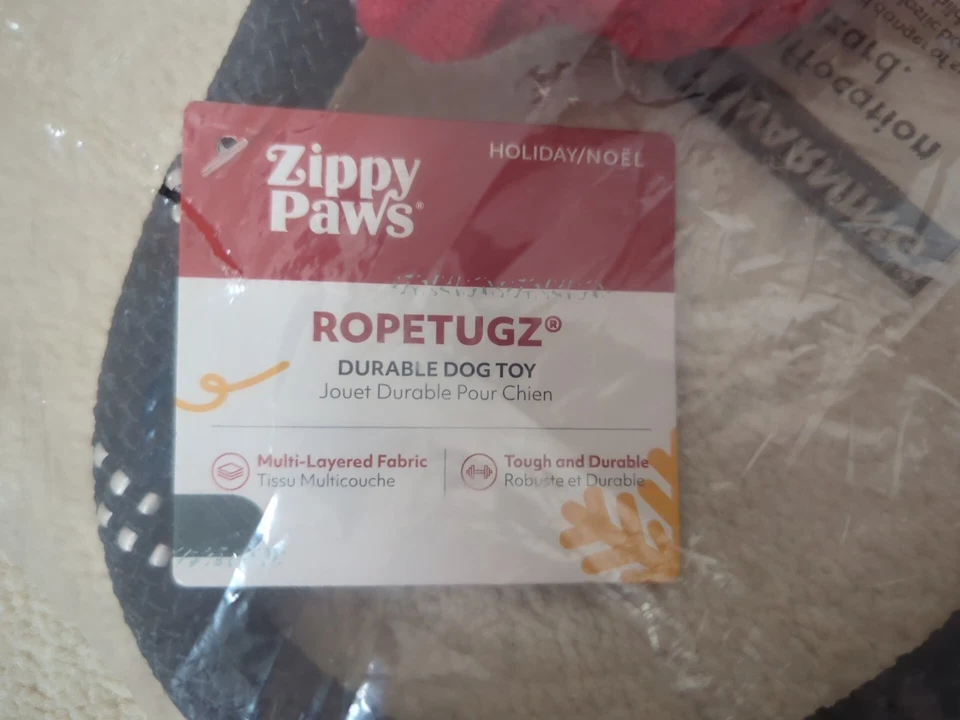 Zippy
Paws®
HOLIDAY/NOËL
ROPETUGZ®
DURABLE DOG TOY
Jouet Durable Pour Chien
Multi-Layered Fabric
Tissu Multicouche
Tough and Durable
Robuste et Durable
WARNING